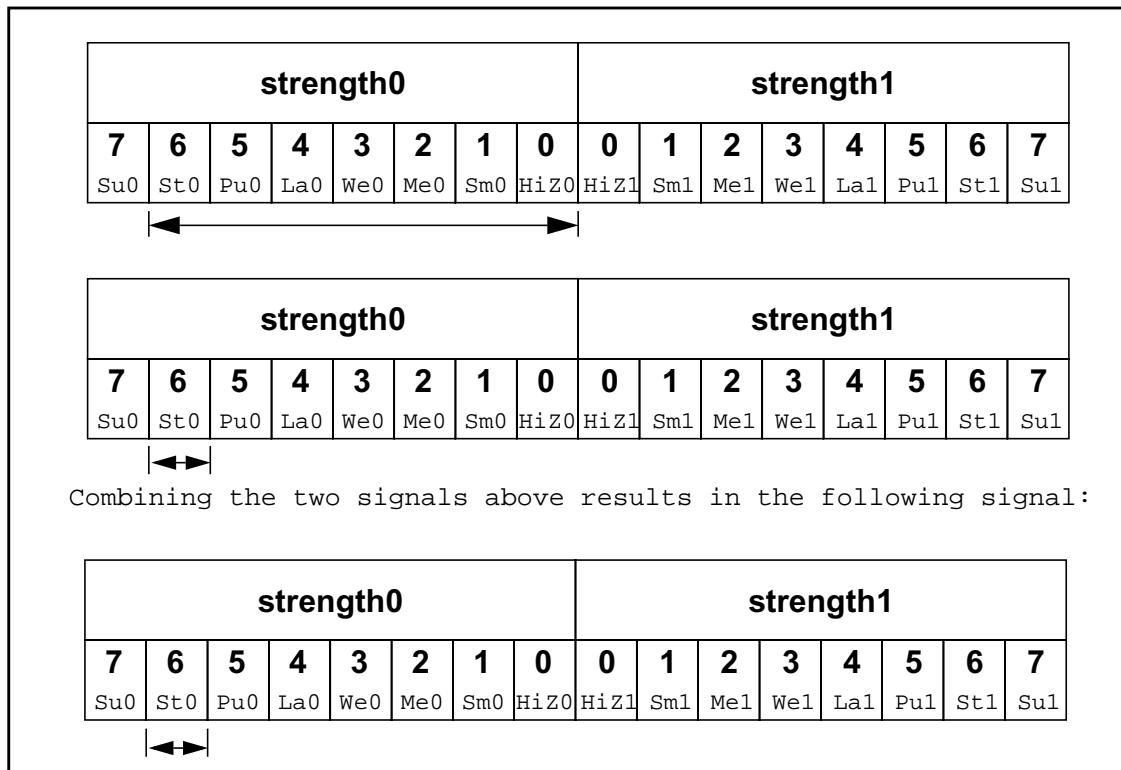 strength0 strength1
7 6 5 4 3 2 1 0 0 1 2 3 4 5 6 7
Su0 St0 Pu0 La0 We0 Me0 Sm0 HiZ0 HiZ1 Sm1 Me1 We1 La1 Pu1 St1 Su1
strength0 strength1
7 6 5 4 3 2 1 0 0 1 2 3 4 5 6 7
Su0 St0 Pu0 La0 We0 Me0 Sm0 HiZ0 HiZ1 Sm1 Me1 We1 La1 Pu1 St1 Su1
Combining the two signals above results in the following signal:
strength0 strength1
7 6 5 4 3 2 1 0 0 1 2 3 4 5 6 7
Su0 St0 Pu0 La0 We0 Me0 Sm0 HiZ0 HiZ1 Sm1 Me1 We1 La1 Pu1 St1 Su1